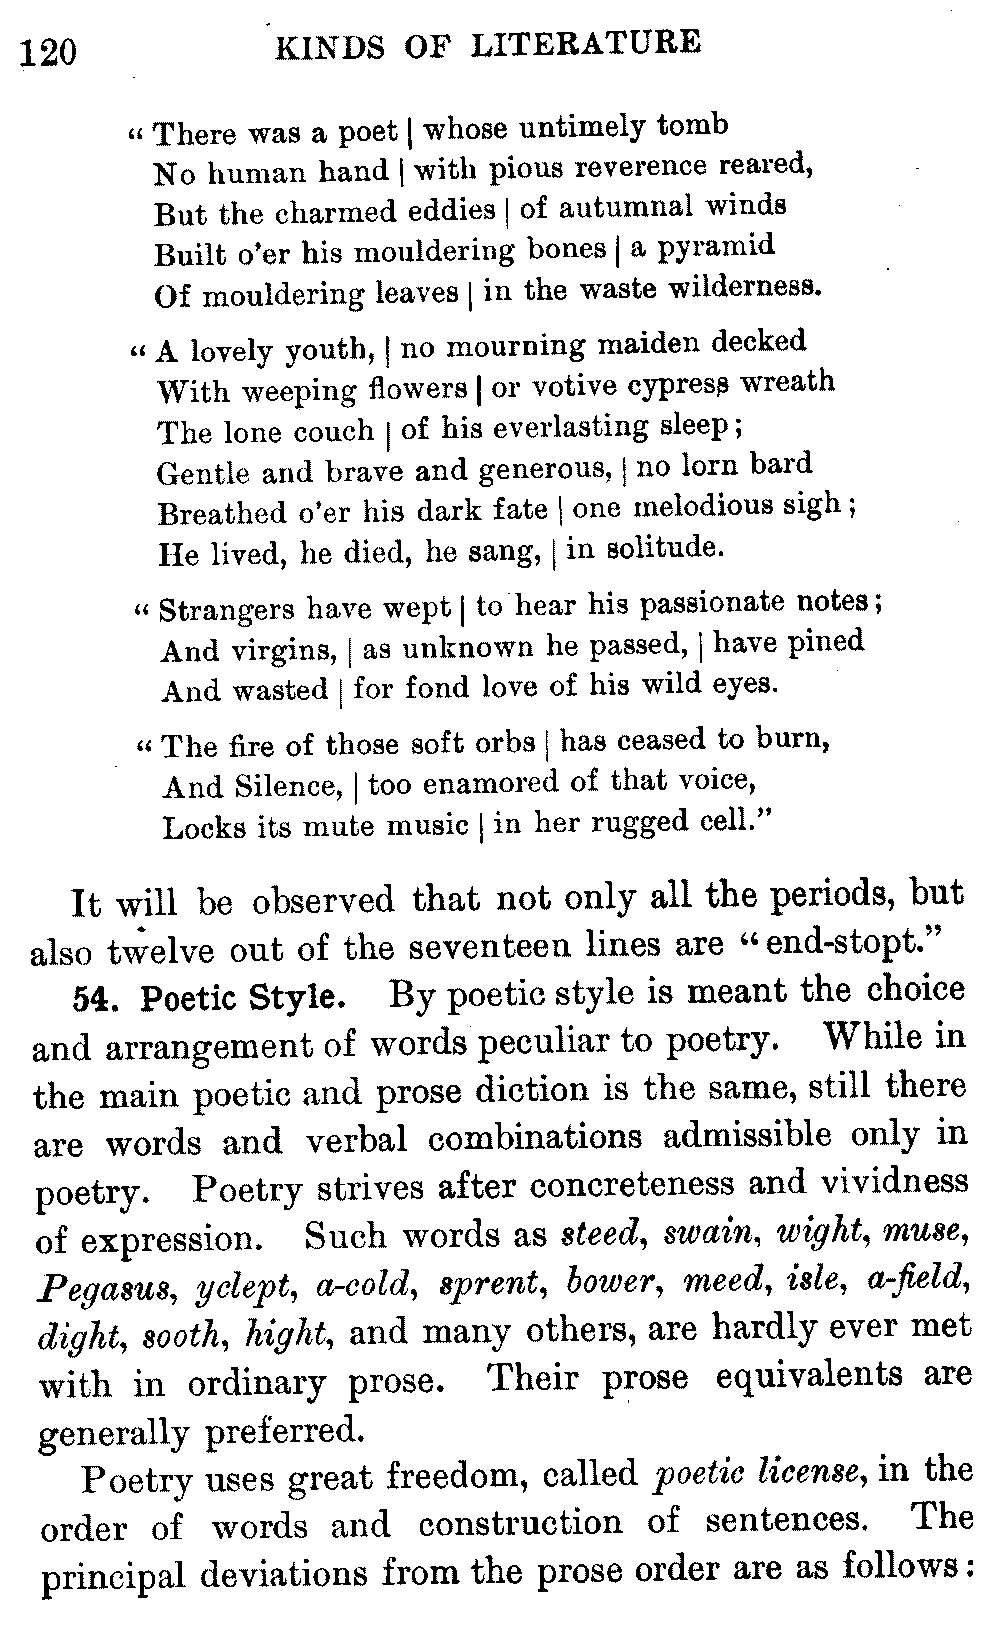 120 KINDS OF LITERATURE
“ There was a poet | whose untimely tomb
No human hand | with pious reverence reared,
But the charmed eddies | of autumnal winds
Built o'er his mouldering bones | a pyramid
Of mouldering leaves | in the waste wilderness.
“ A lovely youth, | no mourning maiden decked
With weeping flowers | or votive cypress wreath
The lone couch | of his everlasting sleep;
Gentle and brave and generous, | no lorn bard
Breathed o'er his dark fate | one melodious sigh;
He lived, he died, he sang, | in solitude.
“ Strangers have wept | to hear his passionate notes;
And virgins, | as unknown he passed, | have pined
And wasted | for fond love of his wild eyes.
“ The fire of those soft orbs | has ceased to burn,
And Silence, | too enamored of that voice,
Locks its mute music | in her rugged cell.”
It will be observed that not only all the periods, but
also twelve out of the seventeen lines are “end-stopt.”
54. Poetic Style. By poetic style is meant the choice
and arrangement of words peculiar to poetry. While in
the main poetic and prose diction is the same, still there
are words and verbal combinations admissible only in
poetry. Poetry strives after concreteness and vividness
of expression. Such words as steed, swain, wight, muse,
Pegasus, yclept, a-cold, sprent, bower, meed, isle, a-field,
dight, sooth, hight, and many others, are hardly ever met
with in ordinary prose. Their prose equivalents are
generally preferred.
Poetry uses great freedom, called poetic license, in the
order of words and construction of sentences. The
principal deviations from the prose order are as follows: